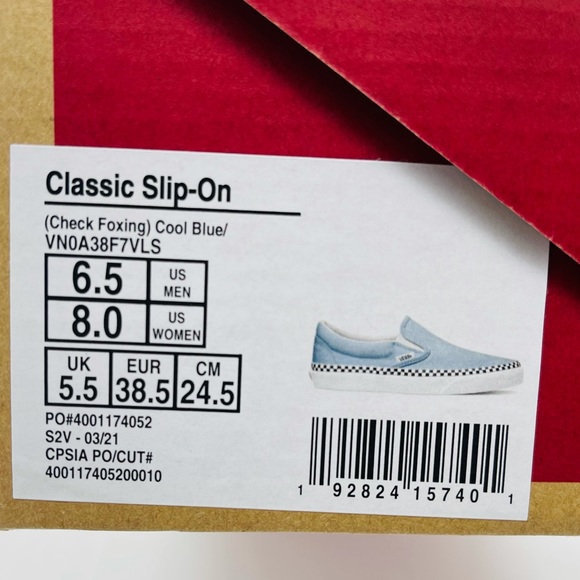 Classic Slip-On
(Check Foxing) Cool Blue/
VN0A38F7VLS
6.5 US MEN
8.0 US WOMEN
UK EUR CM
5.5 38.5 24.5
PO#4001174052
S2V - 03/21
CPSIA PO/CUT#
400117405200010
VANS
1 92824 15740 1